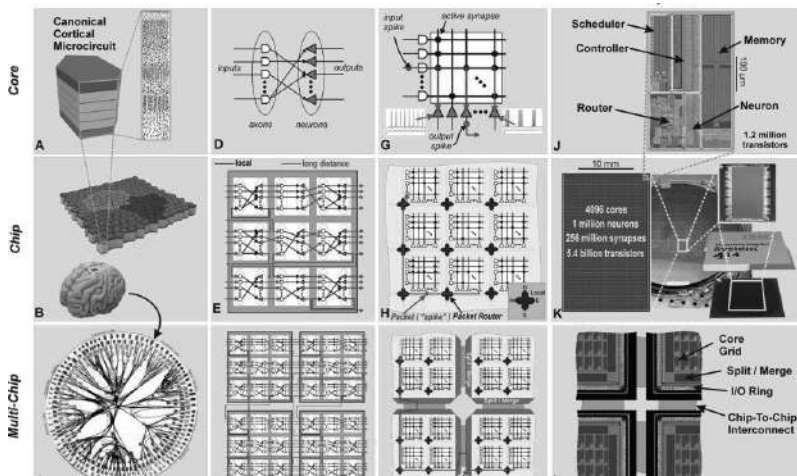 Core
Canonical
Cortical
Microcircuit
A
D
inputs
outputs
axons
neurons
G
input
spike
active synapse
output
spike
J
Scheduler
Controller
Memory
Router
Neuron
100 µm
1.2 million
transistors
Chip
B
E
local
long distance
H
Packet ("spike")
Packet Router
Local
K
10 mm
4096 cores
1 million neurons
256 million synapses
5.4 billion transistors
Multi-Chip
Split / Merge
Core
Grid
Split / Merge
I/O Ring
Chip-To-Chip
Interconnect